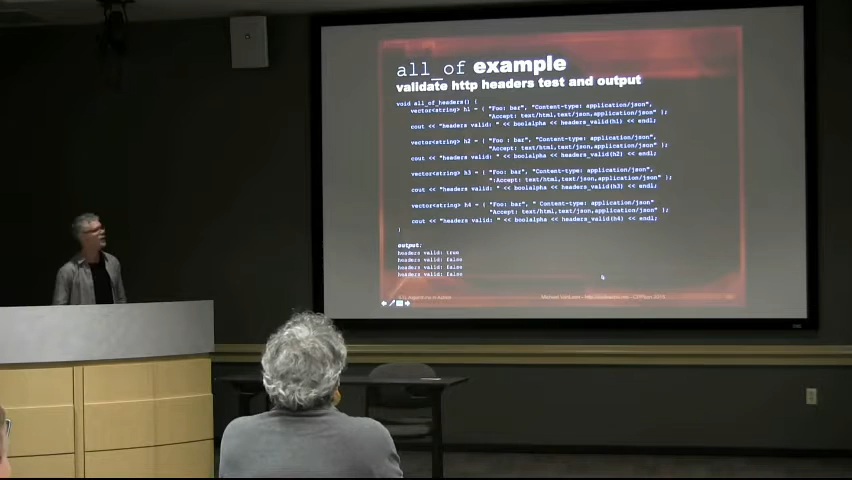 all_of example
validate http headers test and output
void all_of_headers() {
vector<string> h1 = { "Foo: bar", "Content-type: application/json",
"Accept: text/html,text/json,application/json" };
cout << "headers valid: " << boolalpha << headers_valid(h1) << endl;
vector<string> h2 = { "Foo : bar", "Content-type: application/json",
"Accept: text/html,text/json,application/json" };
cout << "headers valid: " << boolalpha << headers_valid(h2) << endl;
vector<string> h3 = { "Foo: bar", "Content-type: application/json",
":Accept: text/html,text/json,application/json" };
cout << "headers valid: " << boolalpha << headers_valid(h3) << endl;
vector<string> h4 = { "Foo: bar", " Content-type: application/json"
"Accept: text/html,text/json,application/json" };
cout << "headers valid: " << boolalpha << headers_valid(h4) << endl;
}
output:
headers valid: true
headers valid: false
headers valid: false
headers valid: false
STL Algorithms in Action